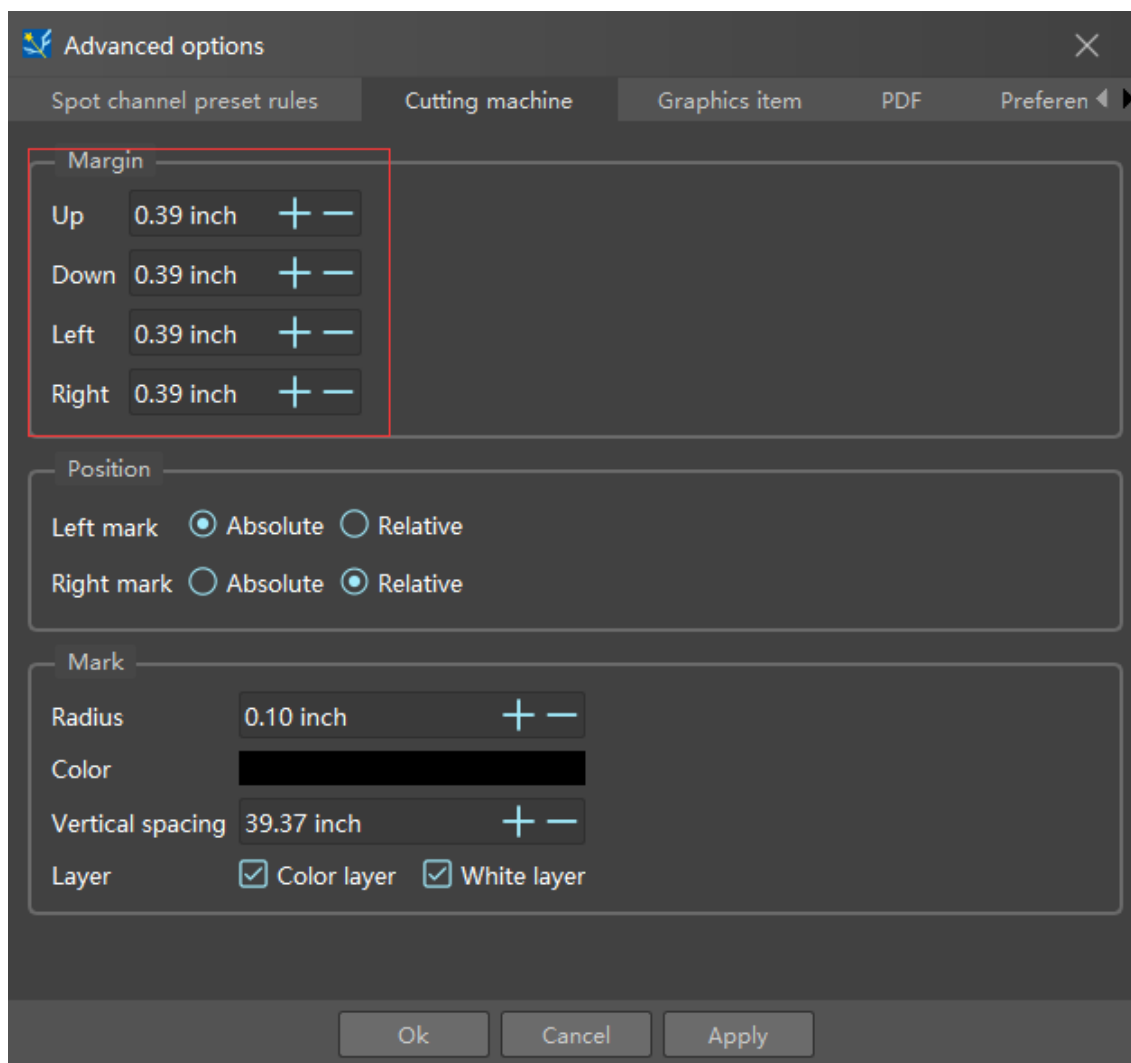 Advanced options
Spot channel preset rules Cutting machine Graphics item PDF Preferen
Margin
Up 0.39 inch
Down 0.39 inch
Left 0.39 inch
Right 0.39 inch
Position
Left mark Absolute Relative
Right mark Absolute Relative
Mark
Radius 0.10 inch
Color
Vertical spacing 39.37 inch
Layer Color layer White layer
Ok Cancel Apply